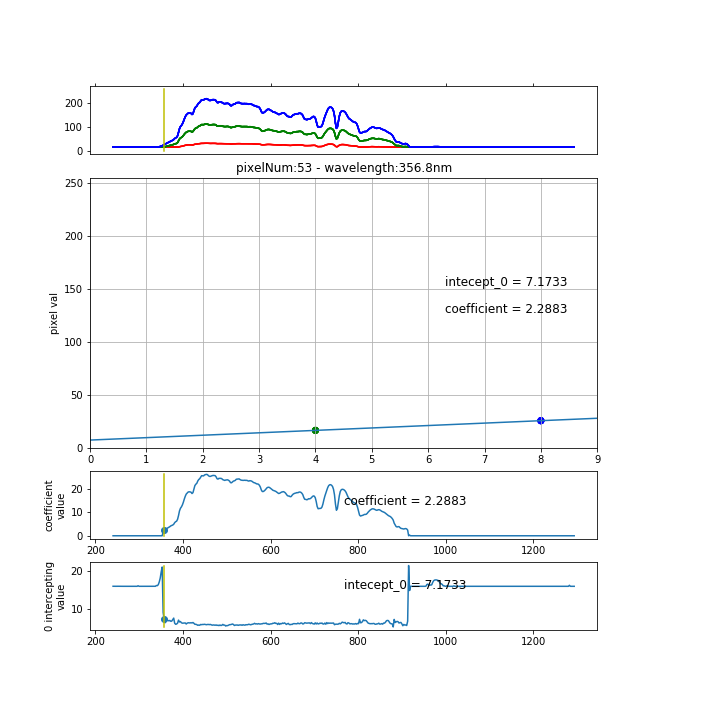 200
100
0
pixelNum:53 - wavelength:356.8nm
250
200
150
100
50
0
pixel val
intecept_0 = 7.1733
coefficient = 2.2883
0 1 2 3 4 5 6 7 8 9
20
10
0
coefficient
value
coefficient = 2.2883
200 400 600 800 1000 1200
20
10
0 intercepting
value
intecept_0 = 7.1733
200 400 600 800 1000 1200